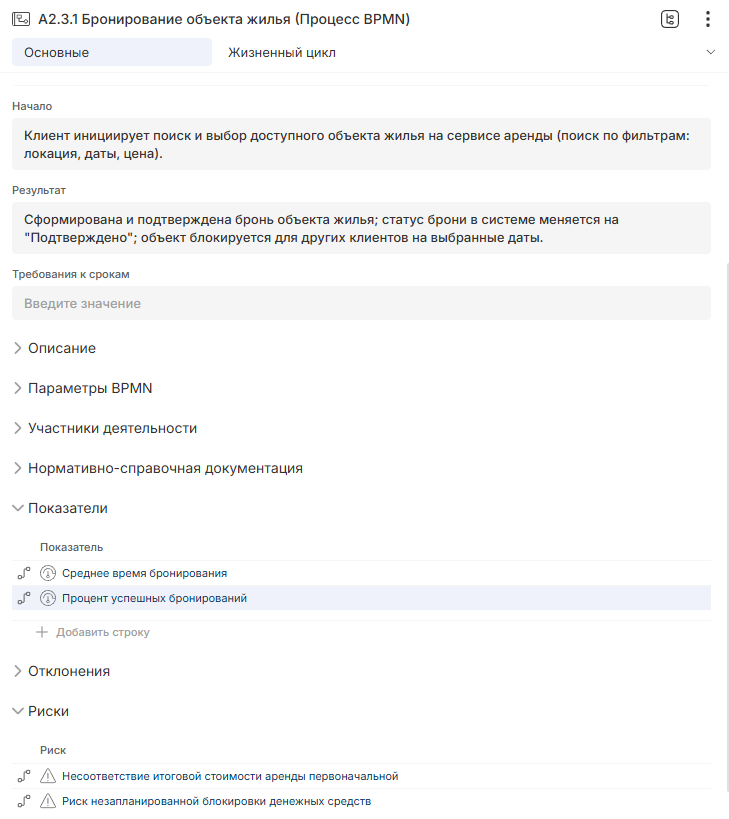 А2.3.1 Бронирование объекта жилья (Процесс BPMN)
Основные
Жизненный цикл
Начало
Клиент инициирует поиск и выбор доступного объекта жилья на сервисе аренды (поиск по фильтрам:
локация, даты, цена).
Результат
Сформирована и подтверждена бронь объекта жилья; статус брони в системе меняется на
"Подтверждено"; объект блокируется для других клиентов на выбранные даты.
Требования к срокам
Введите значение
Описание
Параметры BPMN
Участники деятельности
Нормативно-справочная документация
Показатели
Показатель
Среднее время бронирования
Процент успешных бронирований
Добавить строку
Отклонения
Риски
Риск
Несоответствие итоговой стоимости аренды первоначальной
Риск незапланированной блокировки денежных средств